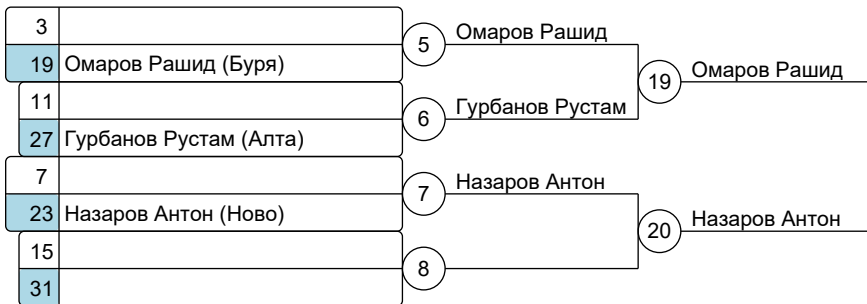 3
5 Омаров Рашид
19 Омаров Рашид (Буря)
19 Омаров Рашид
11
6 Гурбанов Рустам
27 Гурбанов Рустам (Алта)
7
7 Назаров Антон
23 Назаров Антон (Ново)
20 Назаров Антон
15
8
31